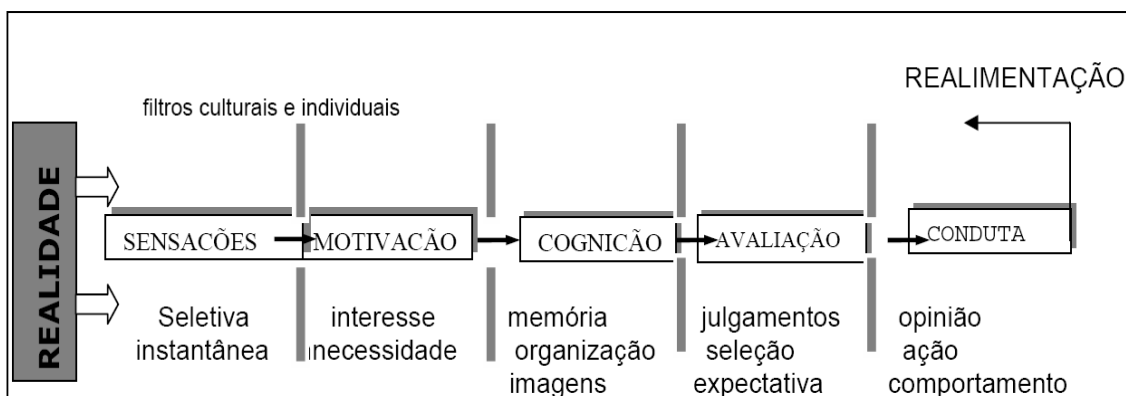 REALIMENTAÇÃO
filtros culturais e individuais
REALIDADE
SENSACÕES
MOTIVACÃO
COGNICÃO
AVALIAÇÃO
CONDUTA
Seletiva
instantânea
interesse
necessidade
memória
organização
imagens
julgamentos
seleção
expectativa
opinião
ação
comportamento